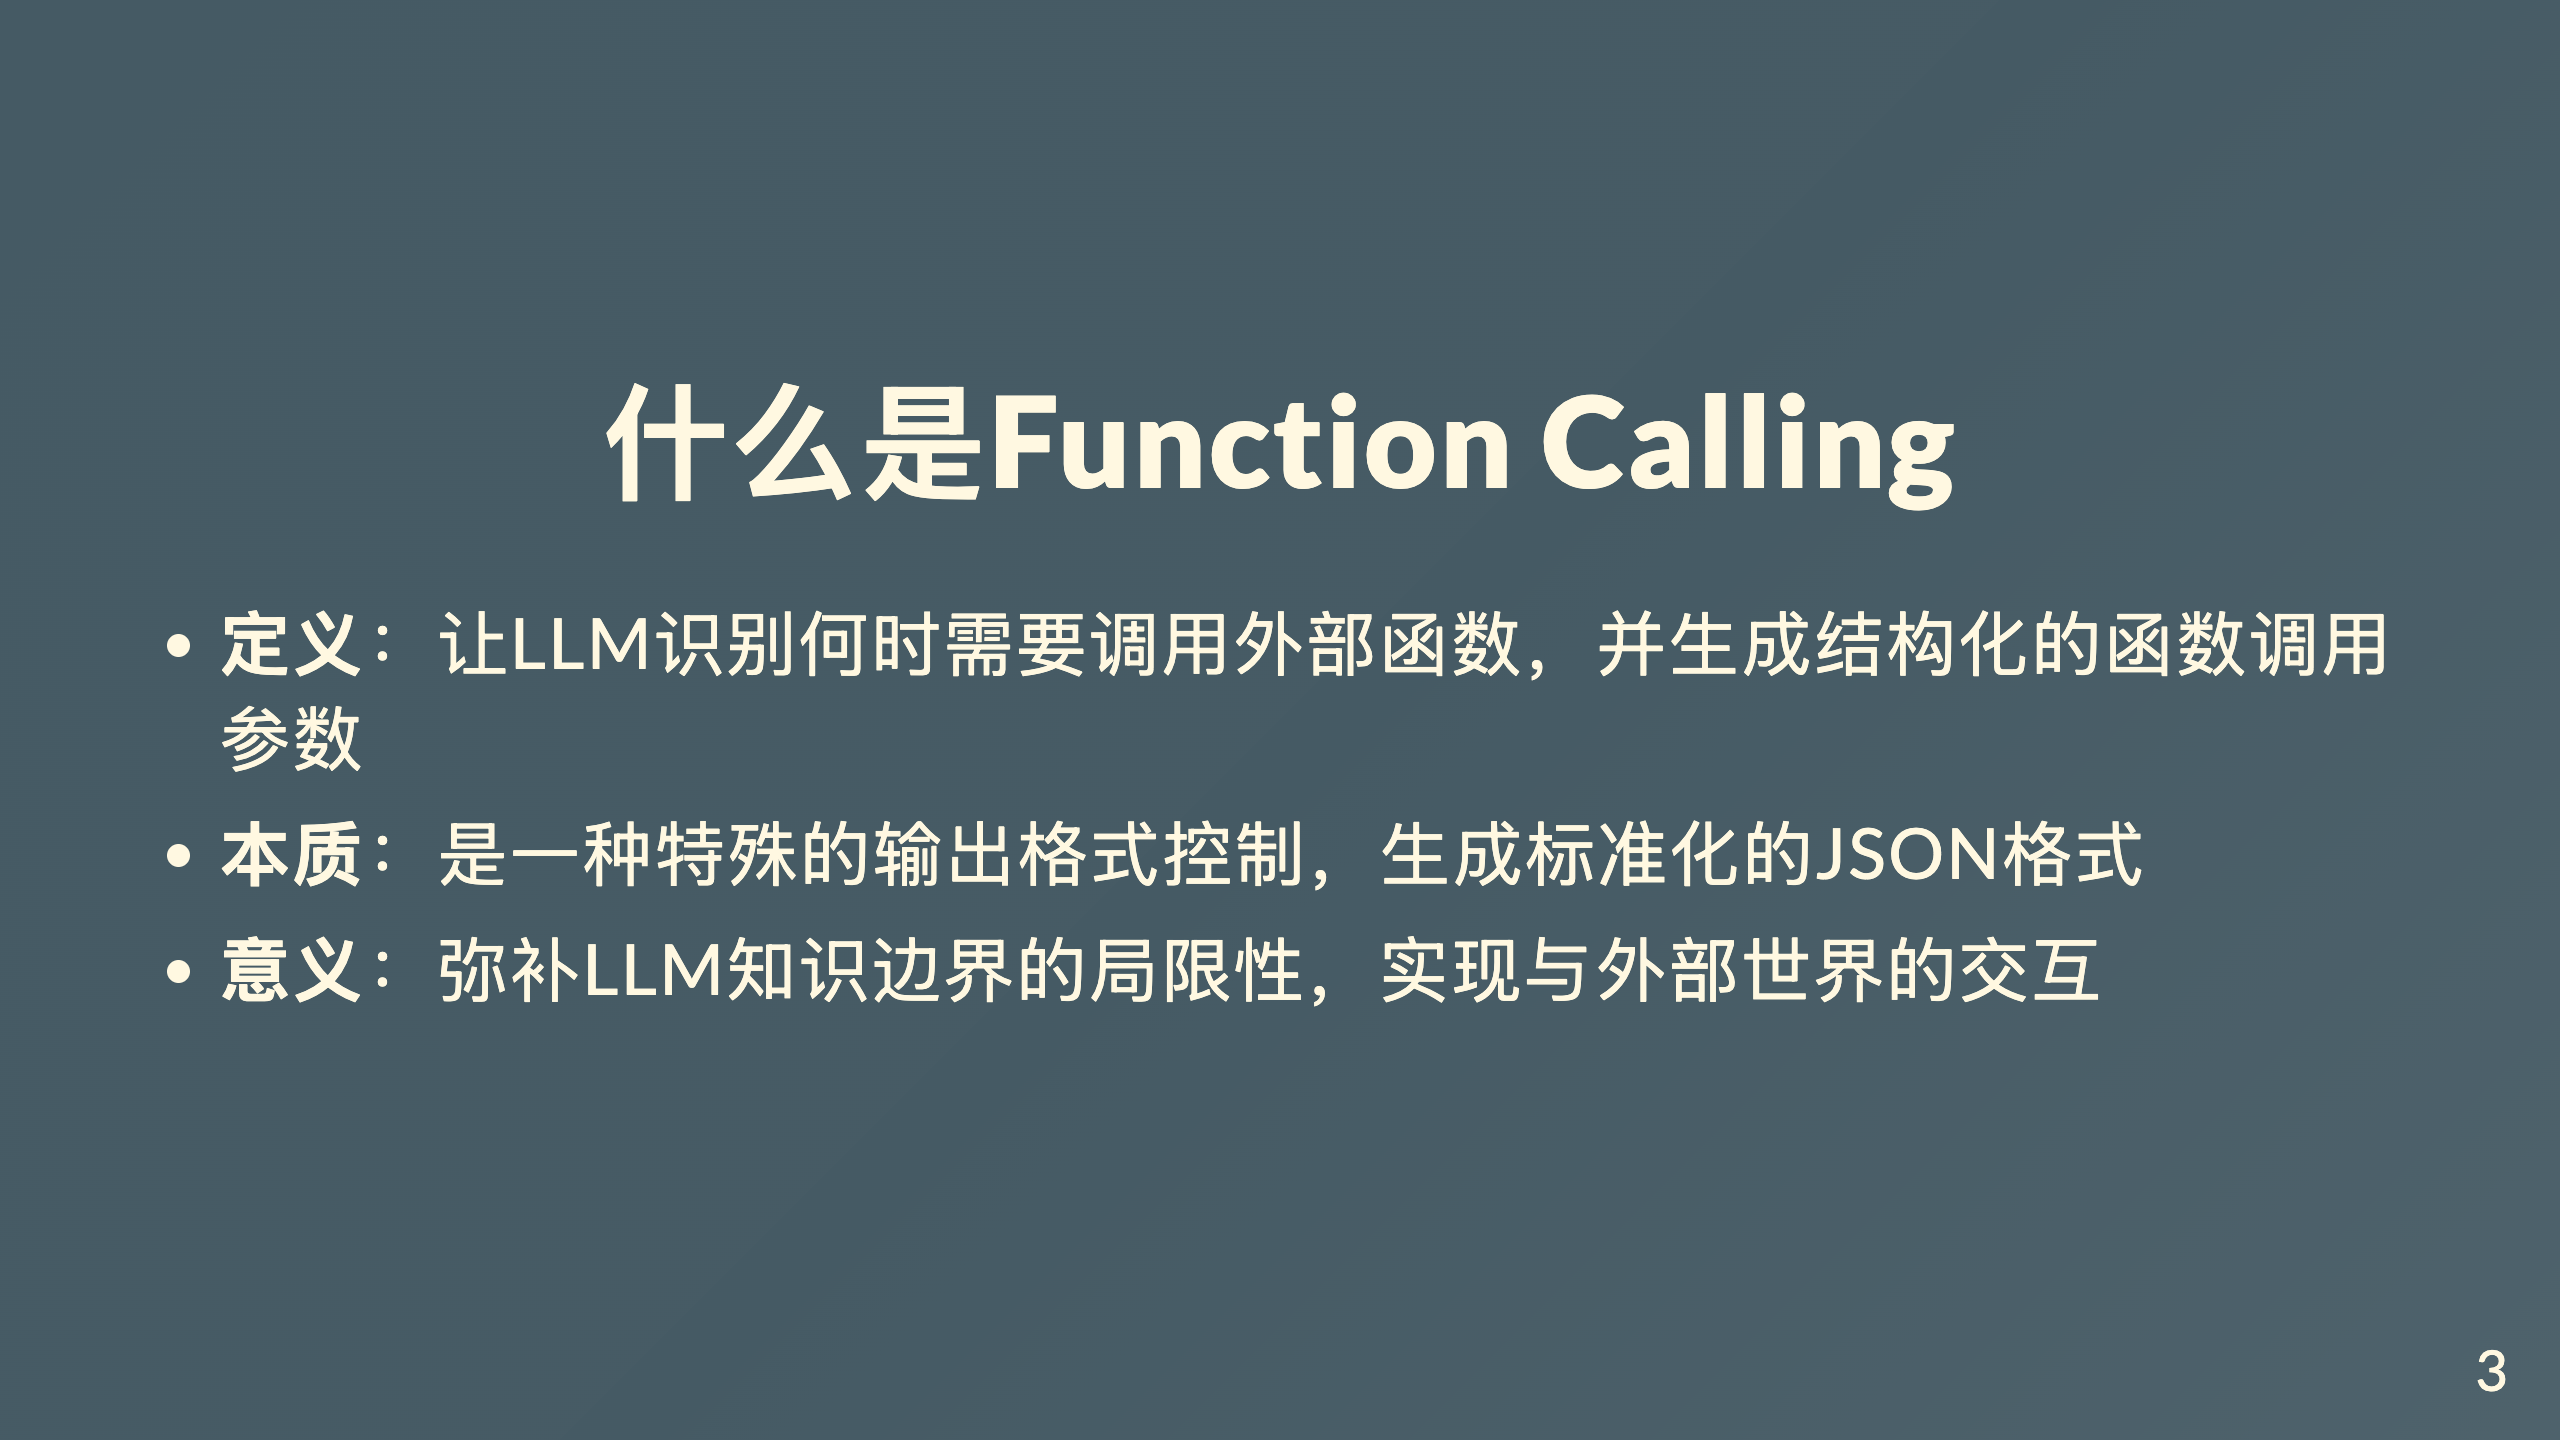 什么是Function Calling
• 定义：让LLM识别何时需要调用外部函数，并生成结构化的函数调用
参数
• 本质：是一种特殊的输出格式控制，生成标准化的JSON格式
• 意义：弥补LLM知识边界的局限性，实现与外部世界的交互
3